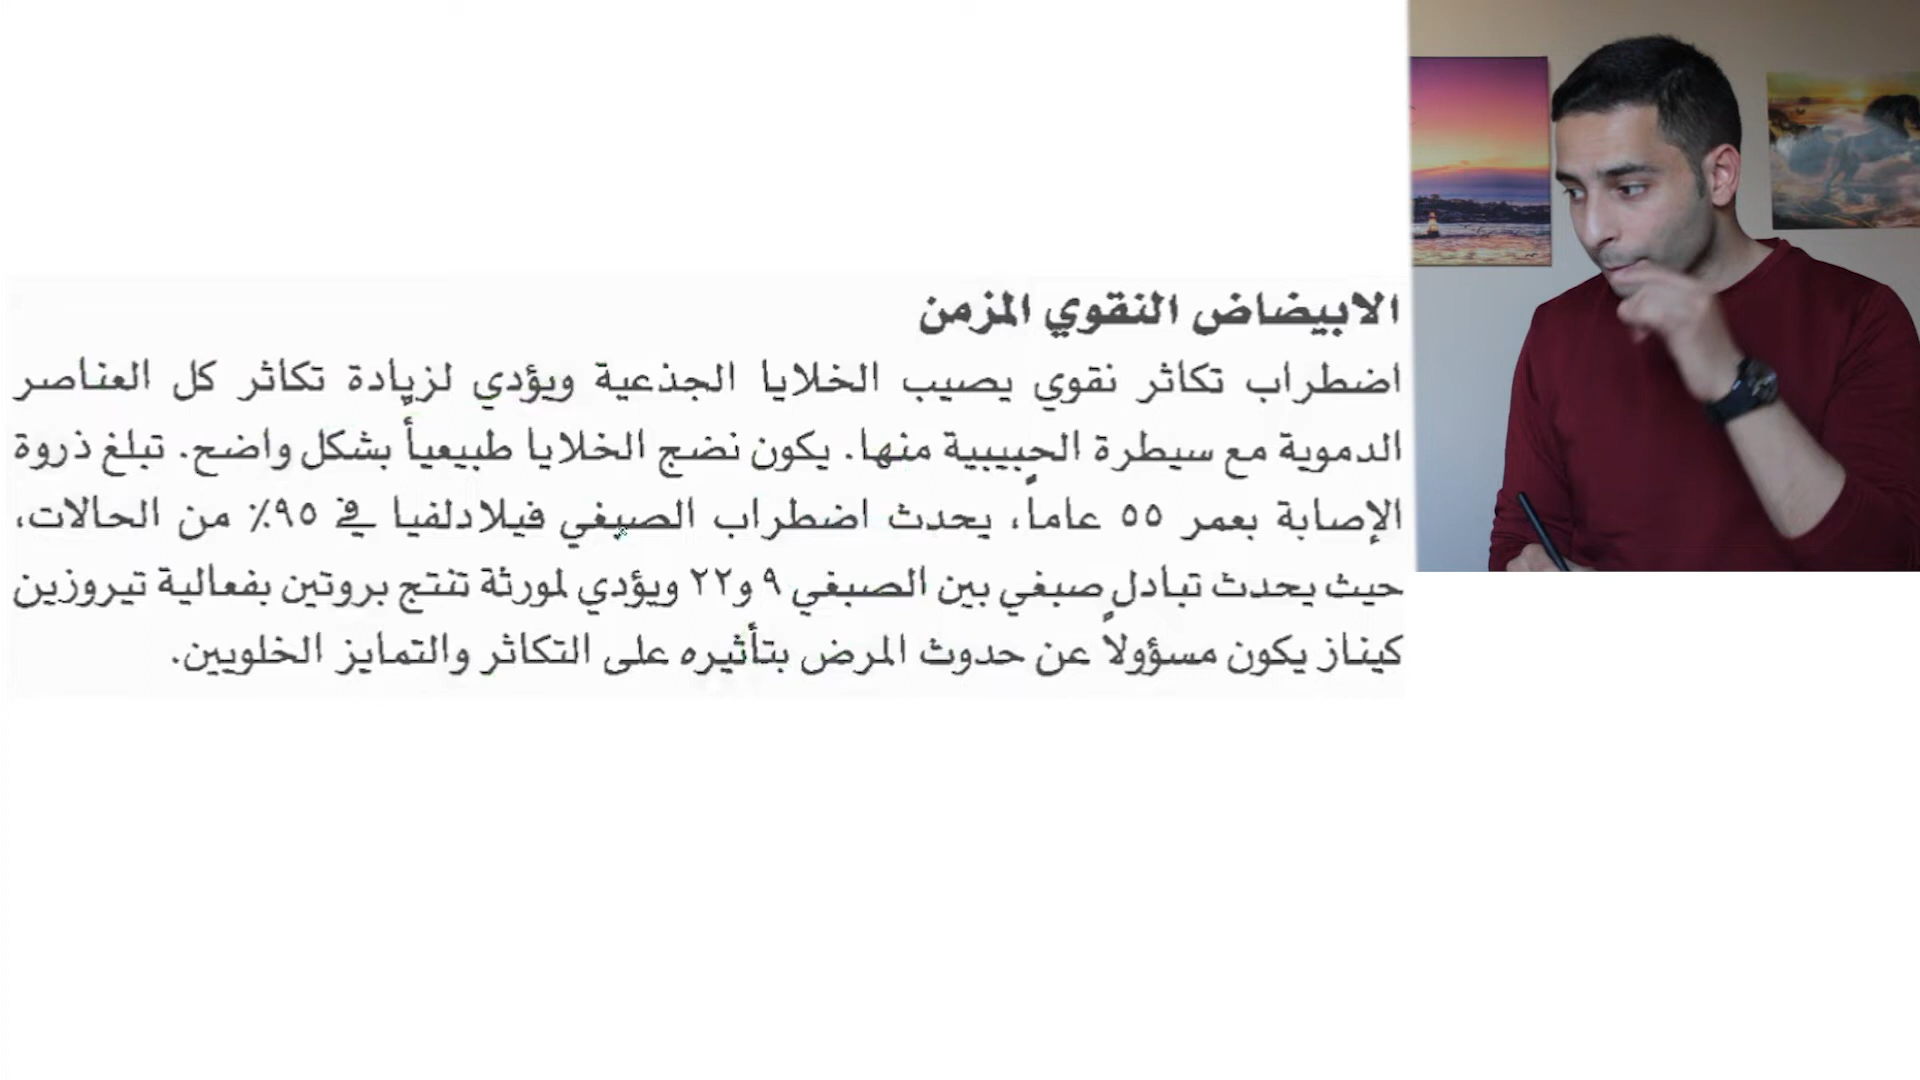 الابيضاض النقوي المزمن
اضطراب تكاثر نقوي يصيب الخلايا الجذعية ويؤدي لزيادة تكاثر كل العناصر
الدموية مع سيطرة الحبيبية منها. يكون نضج الخلايا طبيعياً بشكل واضح. تبلغ ذروة
الإصابة بعمر ٥٥ عاماً، يحدث اضطراب الصبغي فيلادلفيا في ٩٥٪ من الحالات،
حيث يحدث تبادل صبغي بين الصبغي ٩ و٢٢ ويؤدي لمورثة تنتج بروتين بفعالية تيروزين
كيناز يكون مسؤولاً عن حدوث المرض بتأثيره على التكاثر والتمايز الخلويين.